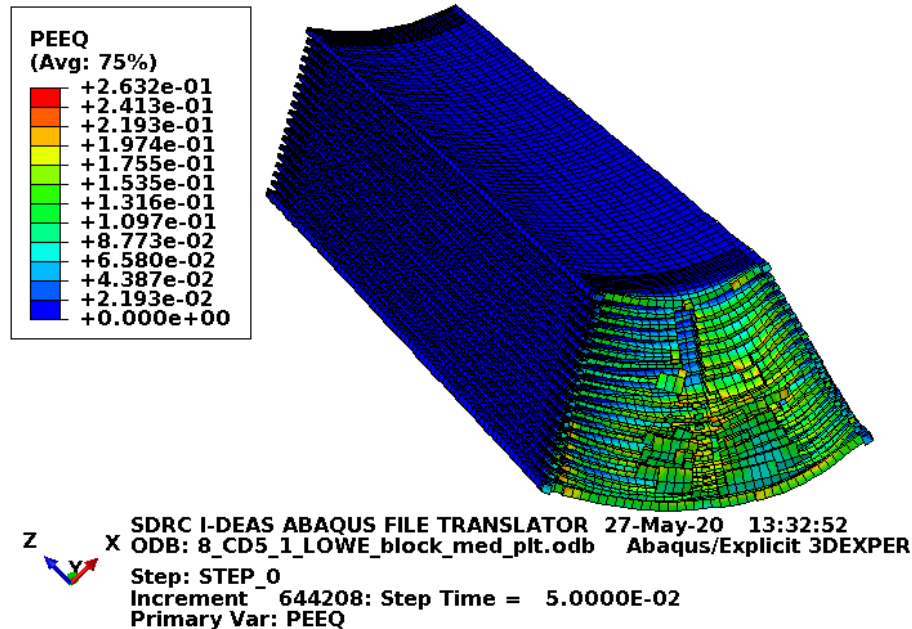 PEEQ
(Avg: 75%)
+2.632e-01
+2.413e-01
+2.193e-01
+1.974e-01
+1.755e-01
+1.535e-01
+1.316e-01
+1.097e-01
+8.773e-02
+6.580e-02
+4.387e-02
+2.193e-02
+0.000e+00
Z
X
Y
SDRC I-DEAS ABAQUS FILE TRANSLATOR 27-May-20 13:32:52
ODB: 8_CD5_1_LOWE_block_med_plt.odb Abaqus/Explicit 3DEXPER
Step: STEP_0
Increment 644208: Step Time = 5.0000E-02
Primary Var: PEEQ